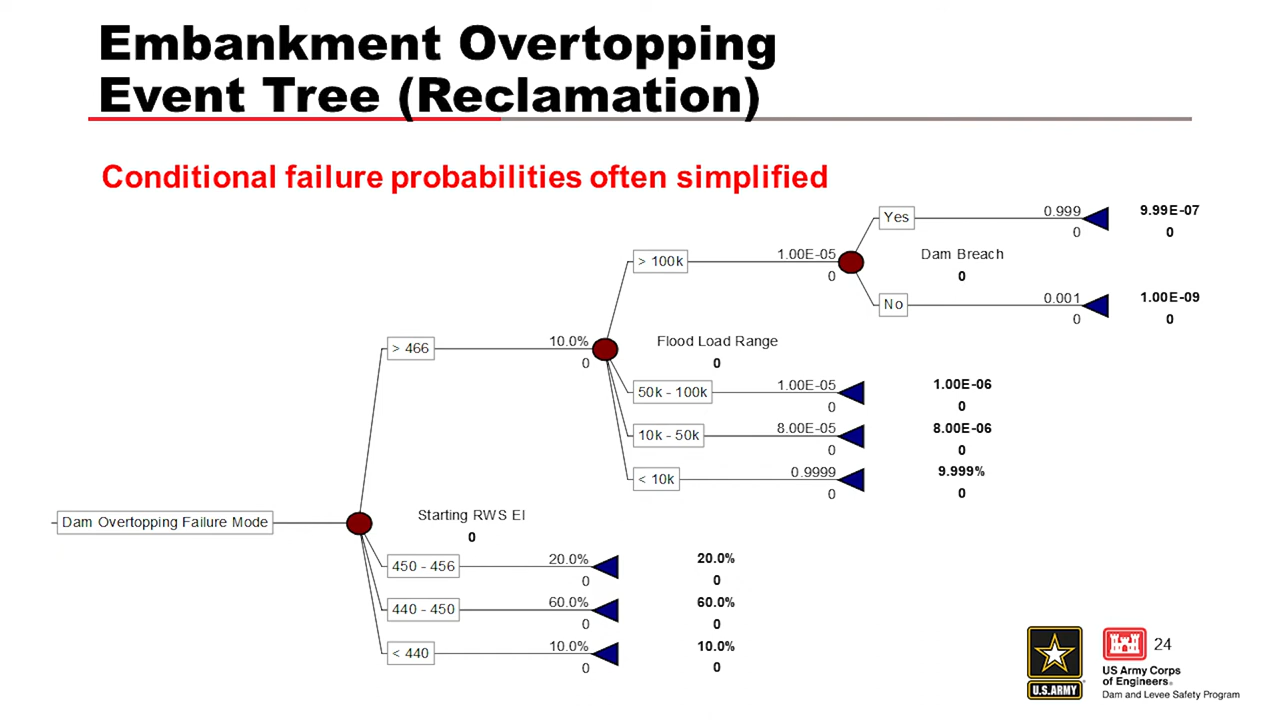 Embankment Overtopping
Event Tree (Reclamation)
Conditional failure probabilities often simplified
Yes
0.999
9.99E-07
0
0
> 100k
1.00E-05
0
Dam Breach
0
No
0.001
1.00E-09
0
0
> 466
10.0%
0
Flood Load Range
0
50k - 100k
1.00E-05
1.00E-06
0
0
10k - 50k
8.00E-05
8.00E-06
0
0
< 10k
0.9999
9.999%
0
0
Dam Overtopping Failure Mode
Starting RWS El
0
450 - 456
20.0%
20.0%
0
0
440 - 450
60.0%
60.0%
0
0
< 440
10.0%
10.0%
0
0
U.S.ARMY
US Army Corps
of Engineers®
Dam and Levee Safety Program
24